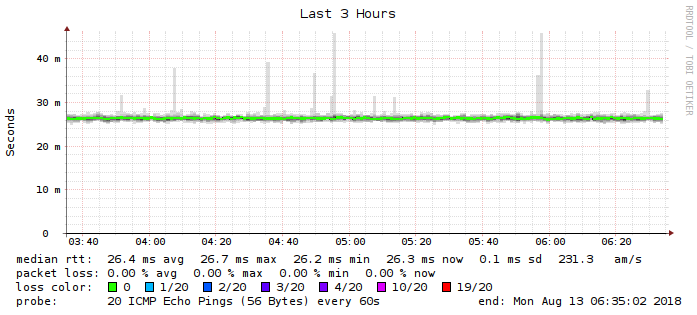 Last 3 Hours
RRDTOOL / TOBI OETIKER
Seconds
40 m
30 m
20 m
10 m
0
03:40 04:00 04:20 04:40 05:00 05:20 05:40 06:00 06:20
median rtt: 26.4 ms avg 26.7 ms max 26.2 ms min 26.3 ms now 0.1 ms sd 231.3 am/s
packet loss: 0.00 % avg 0.00 % max 0.00 % min 0.00 % now
loss color: 0 1/20 2/20 3/20 4/20 10/20 19/20
probe: 20 ICMP Echo Pings (56 Bytes) every 60s end: Mon Aug 13 06:35:02 2018